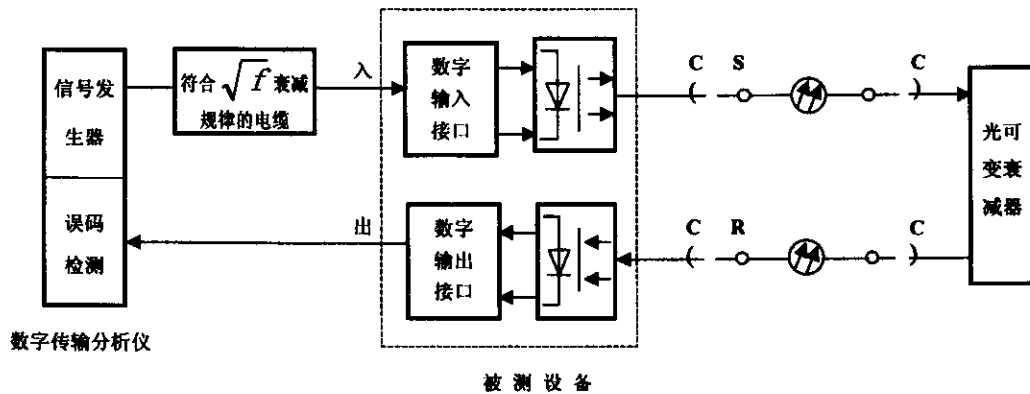 信号发
生器
误码
检测
数字传输分析仪
符合 √f 衰减
规律的电缆
入
出
数字
输入
接口
数字
输出
接口
被测设备
C S C
C R C
光可
变衰
减器